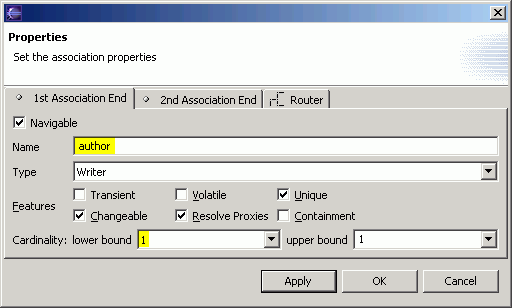 Properties
Set the association properties
1st Association End 2nd Association End Router
Navigable
Name author
Type Writer
Features Transient Volatile Unique
Changeable Resolve Proxies Containment
Cardinality: lower bound 1 upper bound 1
Apply OK Cancel